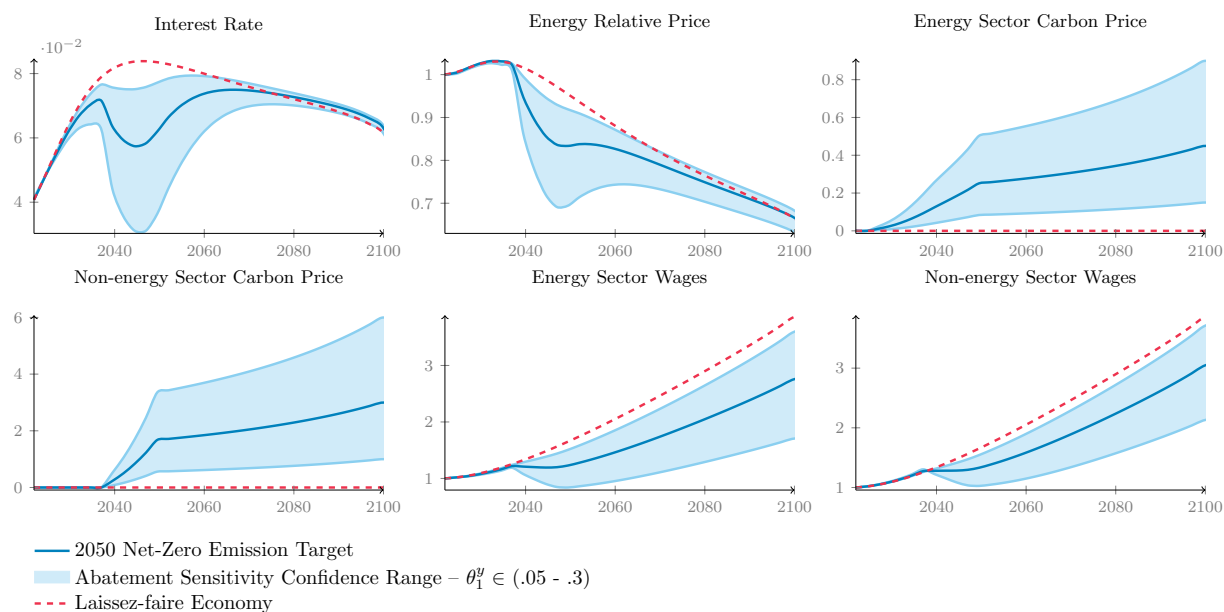 Interest Rate
Energy Relative Price
Energy Sector Carbon Price
·10⁻²
8
6
4
2040 2060 2080 2100
1
0.9
0.8
0.7
2040 2060 2080 2100
0.8
0.6
0.4
0.2
0
2040 2060 2080 2100
Non-energy Sector Carbon Price
Energy Sector Wages
Non-energy Sector Wages
6
4
2
0
2040 2060 2080 2100
3
2
1
2040 2060 2080 2100
3
2
1
2040 2060 2080 2100
2050 Net-Zero Emission Target
Abatement Sensitivity Confidence Range – θ₁ʸ ∈ (.05 - .3)
Laissez-faire Economy